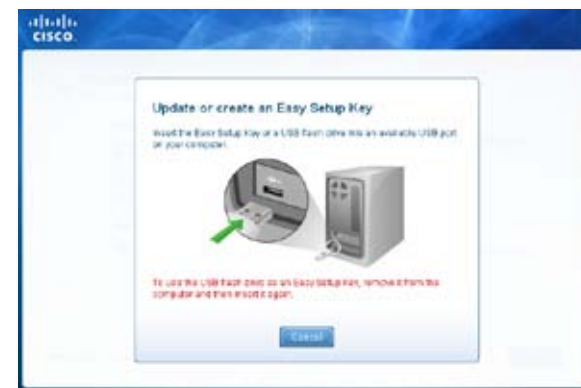 CISCO
Update or create an Easy Setup Key
Insert the Easy Setup Key or a USB flash drive into an available USB port
on your computer.
To use the USB flash drive as an Easy Setup Key, remove it from the
computer and then insert it again.
Cancel